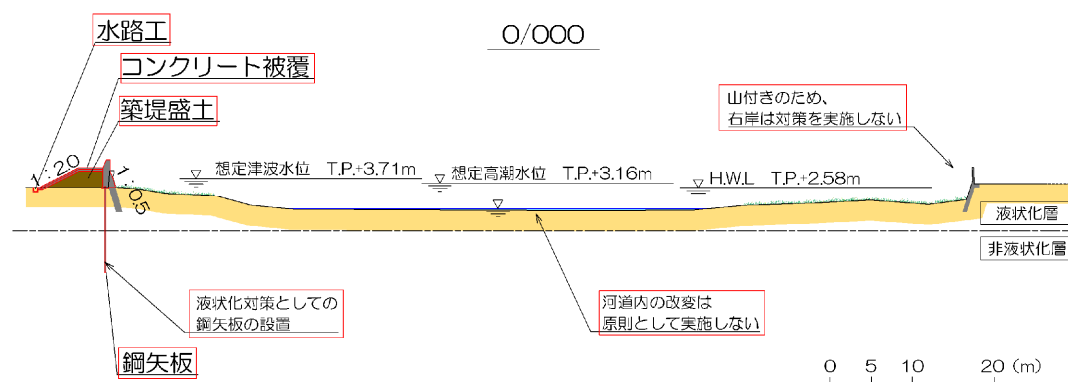 水路工
0/000
コンクリート被覆
築堤盛土
山付きのため、
右岸は対策を実施しない
1:20
1:0.5
想定津波水位 T.P.+3.71m
想定高潮水位 T.P.+3.16m
H.W.L T.P.+2.58m
液状化層
非液状化層
液状化対策としての
鋼矢板の設置
河道内の改変は
原則として実施しない
鋼矢板
0 5 10 20 (m)